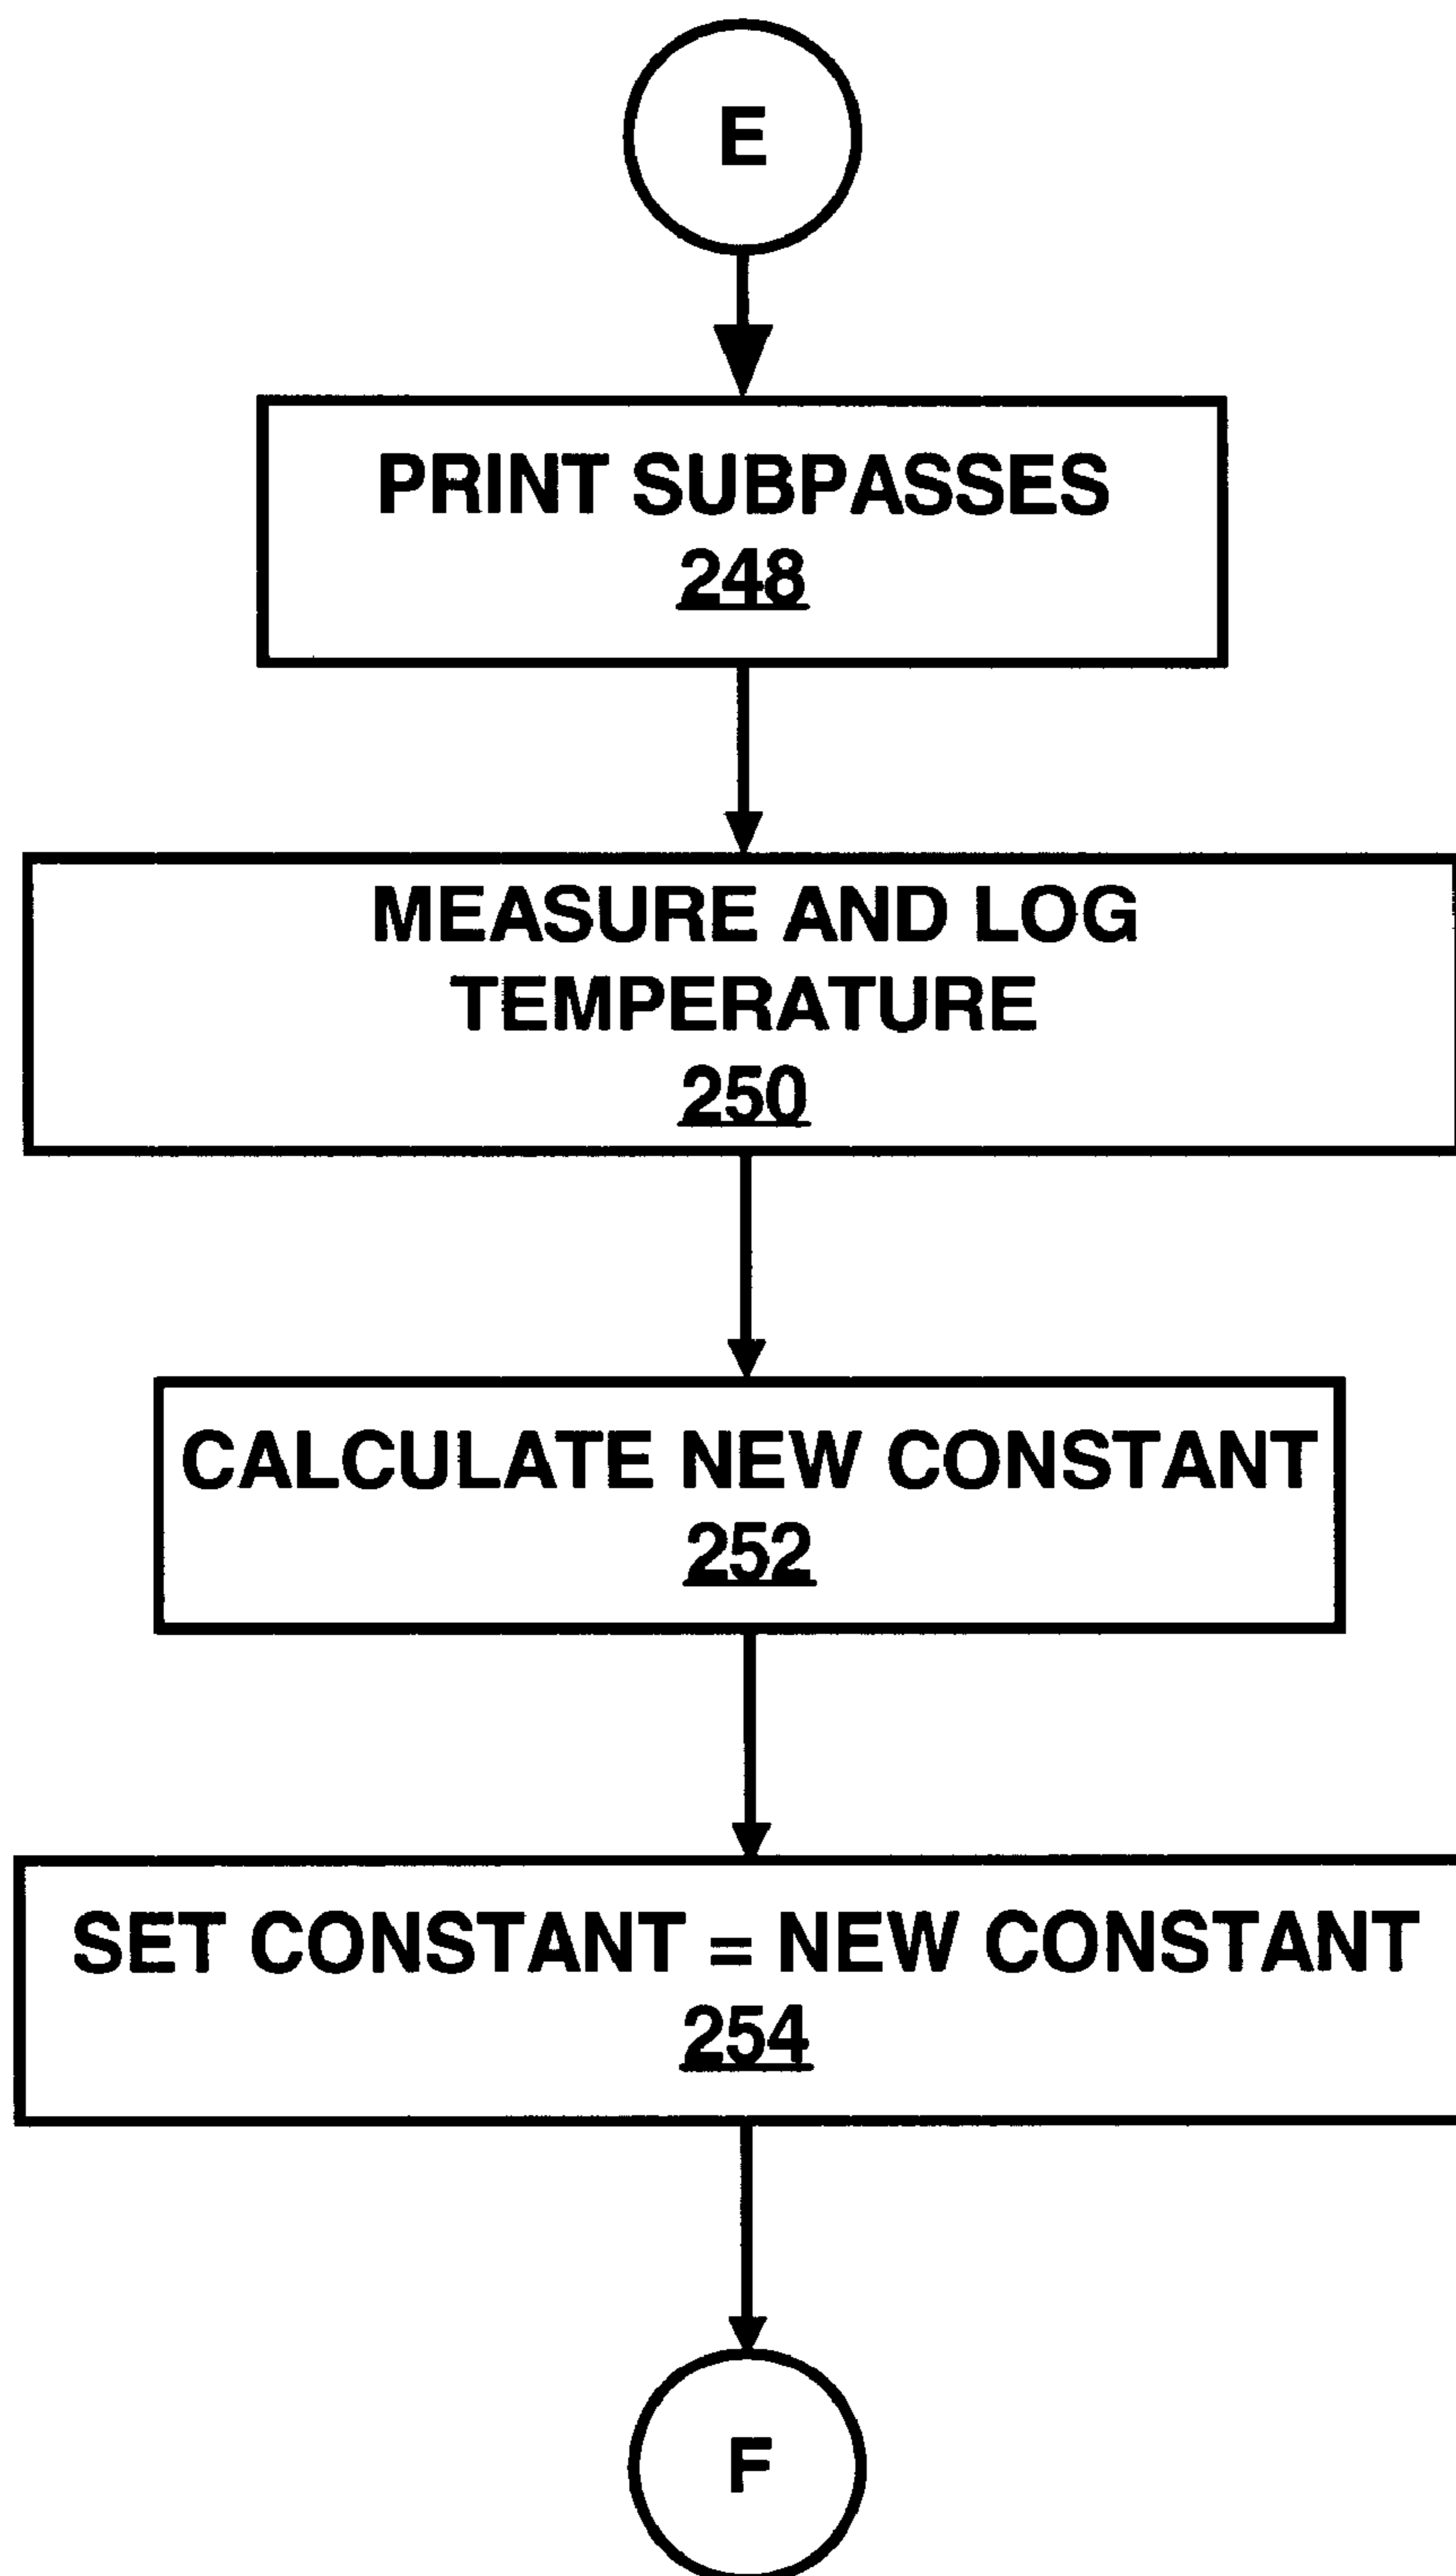 E
PRINT SUBPASSES
248
MEASURE AND LOG
TEMPERATURE
250
CALCULATE NEW CONSTANT
252
SET CONSTANT = NEW CONSTANT
254
F